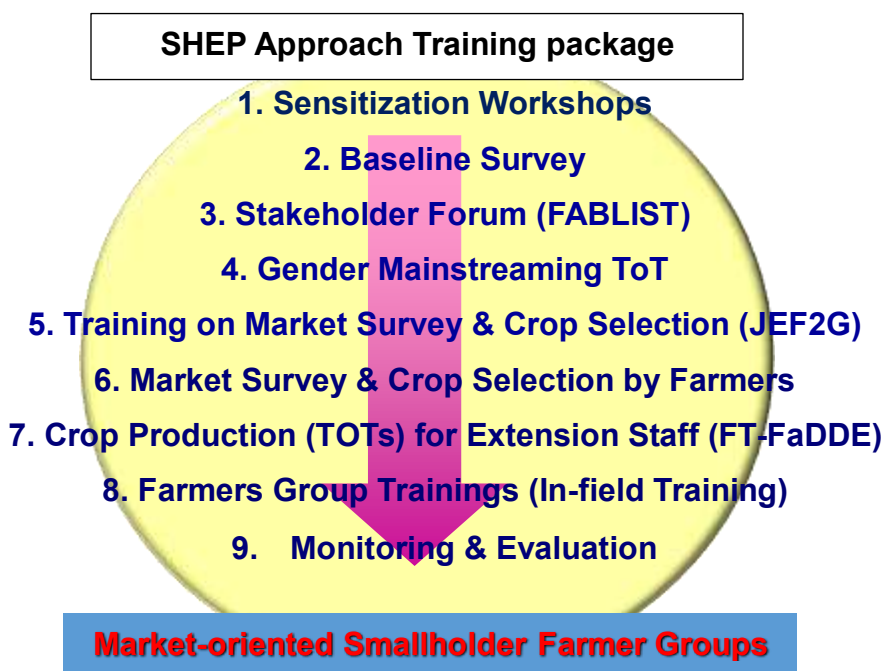 SHEP Approach Training package
1. Sensitization Workshops
2. Baseline Survey
3. Stakeholder Forum (FABLIST)
4. Gender Mainstreaming ToT
5. Training on Market Survey & Crop Selection (JEF2G)
6. Market Survey & Crop Selection by Farmers
7. Crop Production (TOTs) for Extension Staff (FT-FaDDE)
8. Farmers Group Trainings (In-field Training)
9. Monitoring & Evaluation
Market-oriented Smallholder Farmer Groups